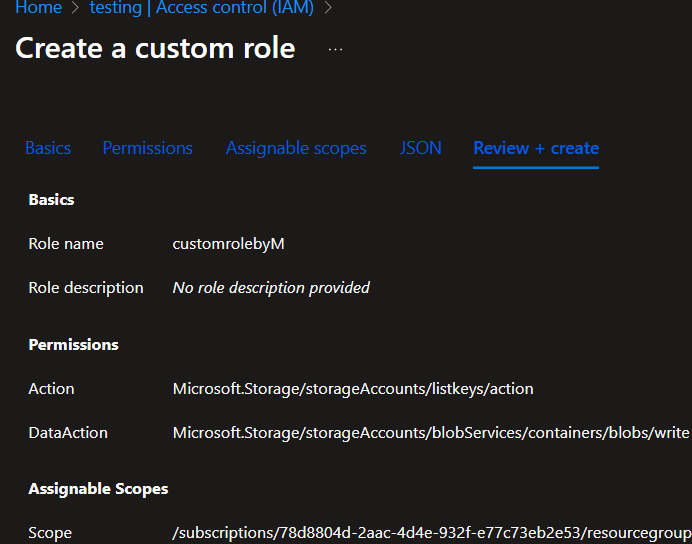 Home > testing | Access control (IAM) >
Create a custom role ...
Basics Permissions Assignable scopes JSON Review + create
Basics
Role name customrolebyM
Role description No role description provided
Permissions
Action Microsoft.Storage/storageAccounts/listkeys/action
DataAction Microsoft.Storage/storageAccounts/blobServices/containers/blobs/write
Assignable Scopes
Scope /subscriptions/78d8804d-2aac-4d4e-932f-e77c73eb2e53/resourcegroup